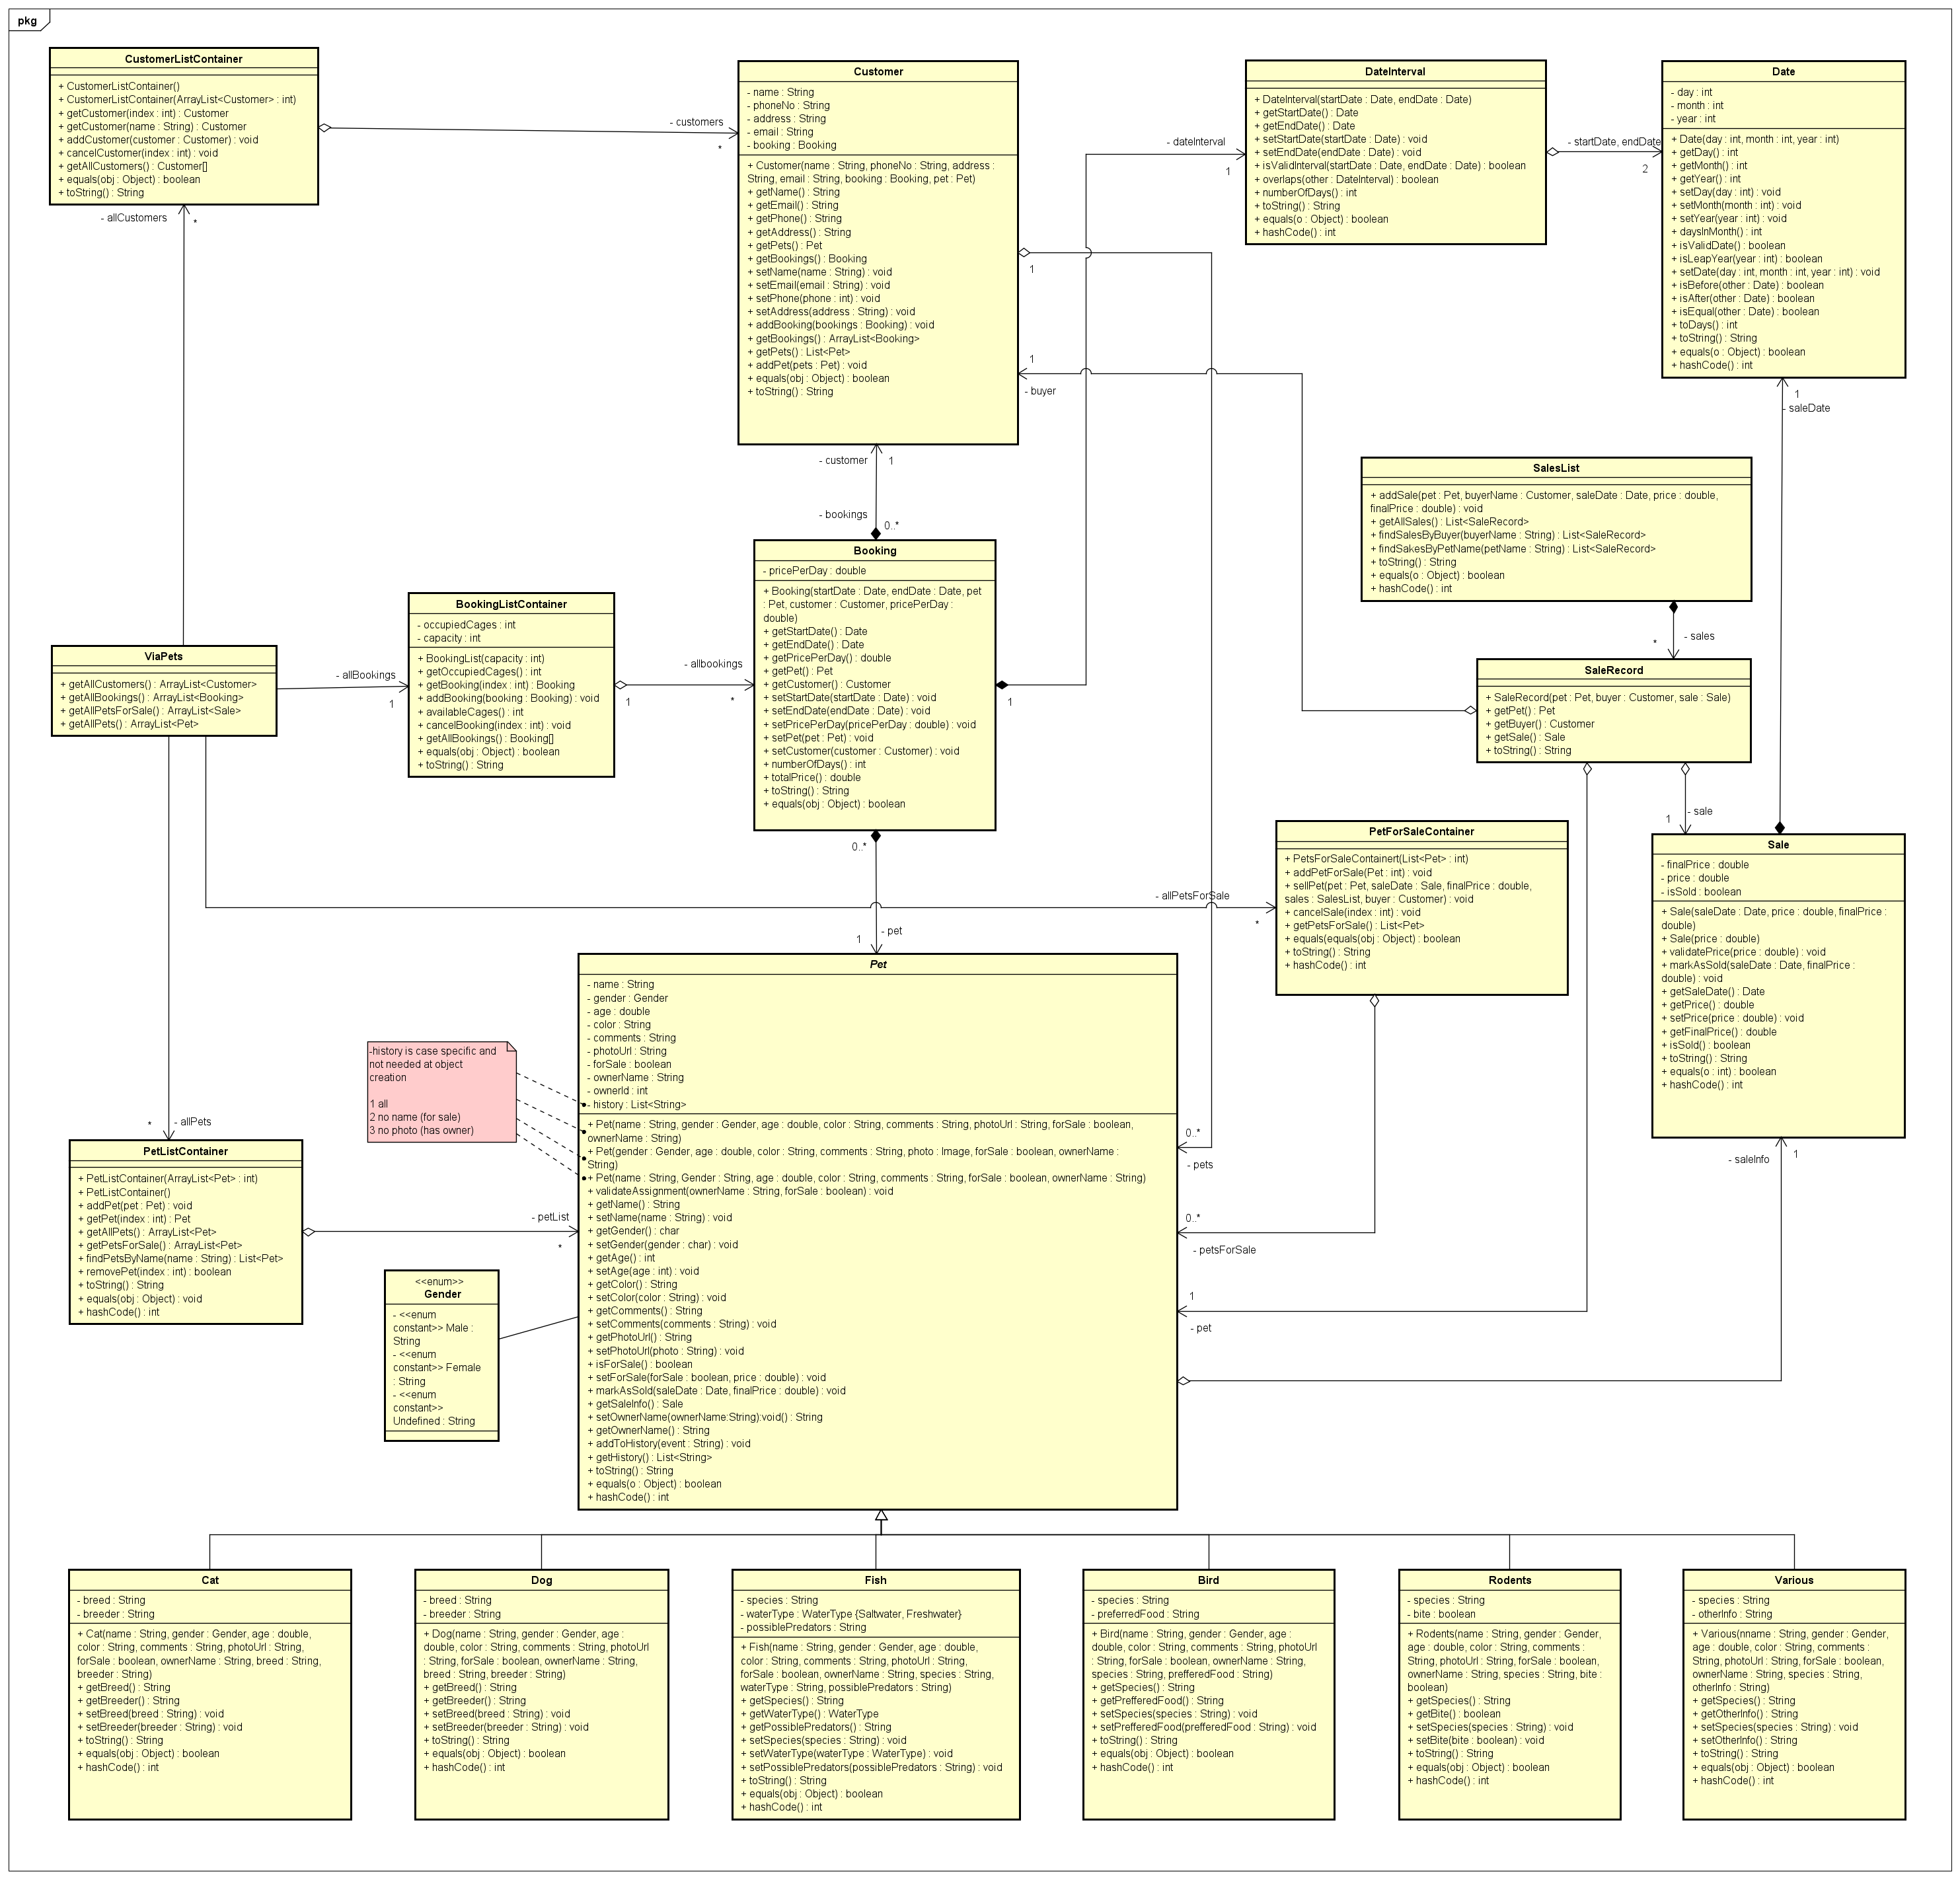 pkg
CustomerListContainer
+ CustomerListContainer()
+ CustomerListContainer(ArrayList<Customer> : int)
+ getCustomer(index : int) : Customer
+ getCustomer(name : String) : Customer
+ addCustomer(customer : Customer) : void
+ cancelCustomer(index : int) : void
+ getAllCustomers() : Customer[]
+ equals(obj : Object) : boolean
+ toString() : String
- customers
*
- allCustomers
*
Customer
- name : String
- phoneNo : String
- address : String
- email : String
- booking : Booking
+ Customer(name : String, phoneNo : String, address :
String, email : String, booking : Booking, pet : Pet)
+ getName() : String
+ getEmail() : String
+ getPhone() : String
+ getAddress() : String
+ getPets() : Pet
+ getBookings() : Booking
+ setName(name : String) : void
+ setEmail(email : String) : void
+ setPhone(phone : int) : void
+ setAddress(address : String) : void
+ addBooking(bookings : Booking) : void
+ getBookings() : ArrayList<Booking>
+ getPets() : List<Pet>
+ addPet(pets : Pet) : void
+ equals(obj : Object) : boolean
+ toString() : String
1
1
- buyer
- customer
1
- bookings
0..*
- dateInterval
1
DateInterval
+ DateInterval(startDate : Date, endDate : Date)
+ getStartDate() : Date
+ getEndDate() : Date
+ setStartDate(startDate : Date) : void
+ setEndDate(endDate : Date) : void
+ isValidInterval(startDate : Date, endDate : Date) : boolean
+ overlaps(other : DateInterval) : boolean
+ numberOfDays() : int
+ toString() : String
+ equals(o : Object) : boolean
+ hashCode() : int
- startDate, endDate
2
Date
- day : int
- month : int
- year : int
+ Date(day : int, month : int, year : int)
+ getDay() : int
+ getMonth() : int
+ getYear() : int
+ setDay(day : int) : void
+ setMonth(month : int) : void
+ setYear(year : int) : void
+ daysInMonth() : int
+ isValidDate() : boolean
+ isLeapYear(year : int) : boolean
+ setDate(day : int, month : int, year : int) : void
+ isBefore(other : Date) : boolean
+ isAfter(other : Date) : boolean
+ isEqual(other : Date) : boolean
+ toDays() : int
+ toString() : String
+ equals(o : Object) : boolean
+ hashCode() : int
1
- saleDate
SalesList
+ addSale(pet : Pet, buyerName : Customer, saleDate : Date, price : double,
finalPrice : double) : void
+ getAllSales() : List<SaleRecord>
+ findSalesByBuyer(buyerName : String) : List<SaleRecord>
+ findSakesByPetName(petName : String) : List<SaleRecord>
+ toString() : String
+ equals(o : Object) : boolean
+ hashCode() : int
- sales
*
SaleRecord
+ SaleRecord(pet : Pet, buyer : Customer, sale : Sale)
+ getPet() : Pet
+ getBuyer() : Customer
+ getSale() : Sale
+ toString() : String
- sale
1
ViaPets
+ getAllCustomers() : ArrayList<Customer>
+ getAllBookings() : ArrayList<Booking>
+ getAllPetsForSale() : ArrayList<Sale>
+ getAllPets() : ArrayList<Pet>
- allBookings
1
BookingListContainer
- occupiedCages : int
- capacity : int
+ BookingList(capacity : int)
+ getOccupiedCages() : int
+ getBooking(index : int) : Booking
+ addBooking(booking : Booking) : void
+ availableCages() : int
+ cancelBooking(index : int) : void
+ getAllBookings() : Booking[]
+ equals(obj : Object) : boolean
+ toString() : String
- allbookings
1
*
Booking
- pricePerDay : double
+ Booking(startDate : Date, endDate : Date, pet
: Pet, customer : Customer, pricePerDay :
double)
+ getStartDate() : Date
+ getEndDate() : Date
+ getPricePerDay() : double
+ getPet() : Pet
+ getCustomer() : Customer
+ setStartDate(startDate : Date) : void
+ setEndDate(endDate : Date) : void
+ setPricePerDay(pricePerDay : double) : void
+ setPet(pet : Pet) : void
+ setCustomer(customer : Customer) : void
+ numberOfDays() : int
+ totalPrice() : double
+ toString() : String
+ equals(obj : Object) : boolean
1
0..*
- pet
1
PetForSaleContainer
+ PetsForSaleContainert(List<Pet> : int)
+ addPetForSale(Pet : int) : void
+ sellPet(pet : Pet, saleDate : Sale, finalPrice : double,
sales : SalesList, buyer : Customer) : void
+ cancelSale(index : int) : void
+ getPetsForSale() : List<Pet>
+ equals(equals(obj : Object) : boolean
+ toString() : String
+ hashCode() : int
- allPetsForSale
*
Sale
- finalPrice : double
- price : double
- isSold : boolean
+ Sale(saleDate : Date, price : double, finalPrice :
double)
+ Sale(price : double)
+ validatePrice(price : double) : void
+ markAsSold(saleDate : Date, finalPrice :
double) : void
+ getSaleDate() : Date
+ getPrice() : double
+ setPrice(price : double) : void
+ getFinalPrice() : double
+ isSold() : boolean
+ toString() : String
+ equals(o : int) : boolean
+ hashCode() : int
- saleInfo
1
-history is case specific and
not needed at object
creation
1 all
2 no name (for sale)
3 no photo (has owner)
Pet
- name : String
- gender : Gender
- age : double
- color : String
- comments : String
- photoUrl : String
- forSale : boolean
- ownerName : String
- ownerId : int
- history : List<String>
+ Pet(name : String, gender : Gender, age : double, color : String, comments : String, photoUrl : String, forSale : boolean,
ownerName : String)
+ Pet(gender : Gender, age : double, color : String, comments : String, photo : Image, forSale : boolean, ownerName :
String)
+ Pet(name : String, Gender : String, age : double, color : String, comments : String, forSale : boolean, ownerName : String)
+ validateAssignment(ownerName : String, forSale : boolean) : void
+ getName() : String
+ setName(name : String) : void
+ getGender() : char
+ setGender(gender : char) : void
+ getAge() : int
+ setAge(age : int) : void
+ getColor() : String
+ setColor(color : String) : void
+ getComments() : String
+ setComments(comments : String) : void
+ getPhotoUrl() : String
+ setPhotoUrl(photo : String) : void
+ isForSale() : boolean
+ setForSale(forSale : boolean, price : double) : void
+ markAsSold(saleDate : Date, finalPrice : double) : void
+ getSaleInfo() : Sale
+ setOwnerName(ownerName:String):void() : String
+ getOwnerName() : String
+ addToHistory(event : String) : void
+ getHistory() : List<String>
+ toString() : String
+ equals(o : Object) : boolean
+ hashCode() : int
0..*
- pets
0..*
- petsForSale
1
- pet
*
- allPets
PetListContainer
+ PetListContainer(ArrayList<Pet> : int)
+ PetListContainer()
+ addPet(pet : Pet) : void
+ getPet(index : int) : Pet
+ getAllPets() : ArrayList<Pet>
+ getPetsForSale() : ArrayList<Pet>
+ findPetsByName(name : String) : List<Pet>
+ removePet(index : int) : boolean
+ toString() : String
+ equals(obj : Object) : void
+ hashCode() : int
- petList
*
<<enum>>
Gender
- <<enum
constant>> Male :
String
- <<enum
constant>> Female
: String
- <<enum
constant>>
Undefined : String
Cat
- breed : String
- breeder : String
+ Cat(name : String, gender : Gender, age : double,
color : String, comments : String, photoUrl : String,
forSale : boolean, ownerName : String, breed : String,
breeder : String)
+ getBreed() : String
+ getBreeder() : String
+ setBreed(breed : String) : void
+ setBreeder(breeder : String) : void
+ toString() : String
+ equals(obj : Object) : boolean
+ hashCode() : int
Dog
- breed : String
- breeder : String
+ Dog(name : String, gender : Gender, age :
double, color : String, comments : String, photoUrl
: String, forSale : boolean, ownerName : String,
breed : String, breeder : String)
+ getBreed() : String
+ getBreeder() : String
+ setBreed(breed : String) : void
+ setBreeder(breeder : String) : void
+ toString() : String
+ equals(obj : Object) : boolean
+ hashCode() : int
Fish
- species : String
- waterType : WaterType {Saltwater, Freshwater}
- possiblePredators : String
+ Fish(name : String, gender : Gender, age : double,
color : String, comments : String, photoUrl : String,
forSale : boolean, ownerName : String, species : String,
waterType : String, possiblePredators : String)
+ getSpecies() : String
+ getWaterType() : WaterType
+ getPossiblePredators() : String
+ setSpecies(species : String) : void
+ setWaterType(waterType : WaterType) : void
+ setPossiblePredators(possiblePredators : String) : void
+ toString() : String
+ equals(obj : Object) : boolean
+ hashCode() : int
Bird
- species : String
- preferredFood : String
+ Bird(name : String, gender : Gender, age :
double, color : String, comments : String, photoUrl
: String, forSale : boolean, ownerName : String,
species : String, prefferedFood : String)
+ getSpecies() : String
+ getPrefferedFood() : String
+ setSpecies(species : String) : void
+ setPrefferedFood(prefferedFood : String) : void
+ toString() : String
+ equals(obj : Object) : boolean
+ hashCode() : int
Rodents
- species : String
- bite : boolean
+ Rodents(name : String, gender : Gender,
age : double, color : String, comments :
String, photoUrl : String, forSale : boolean,
ownerName : String, species : String, bite :
boolean)
+ getSpecies() : String
+ getBite() : boolean
+ setSpecies(species : String) : void
+ setBite(bite : boolean) : void
+ toString() : String
+ equals(obj : Object) : boolean
+ hashCode() : int
Various
- species : String
- otherInfo : String
+ Various(nname : String, gender : Gender,
age : double, color : String, comments :
String, photoUrl : String, forSale : boolean,
ownerName : String, species : String,
otherInfo : String)
+ getSpecies() : String
+ getOtherInfo() : String
+ setSpecies(species : String) : void
+ setOtherInfo() : String
+ toString() : String
+ equals(obj : Object) : boolean
+ hashCode() : int